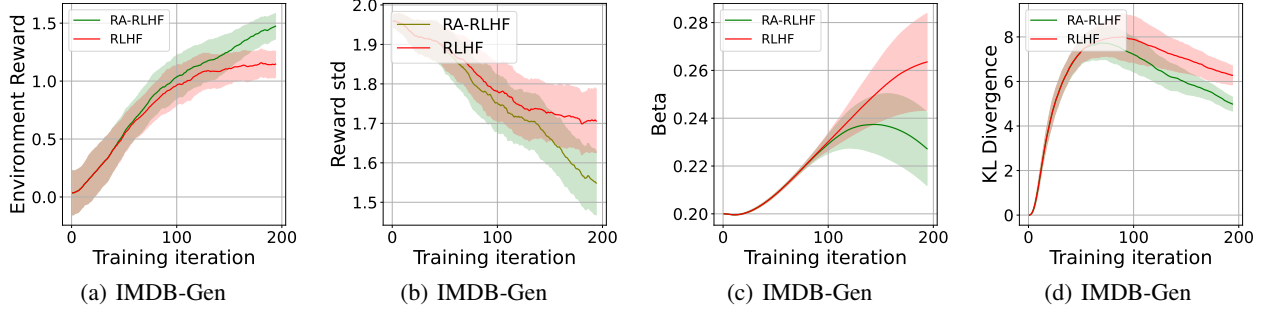 Environment Reward
1.5
1.0
0.5
0.0
RA-RLHF
RLHF
0
100
200
Training iteration
(a) IMDB-Gen
Reward std
2.0
1.9
1.8
1.7
1.6
1.5
RA-RLHF
RLHF
0
100
200
Training iteration
(b) IMDB-Gen
Beta
0.28
0.26
0.24
0.22
0.20
RA-RLHF
RLHF
0
100
200
Training iteration
(c) IMDB-Gen
KL Divergence
8
6
4
2
0
RA-RLHF
RLHF
0
100
200
Training iteration
(d) IMDB-Gen